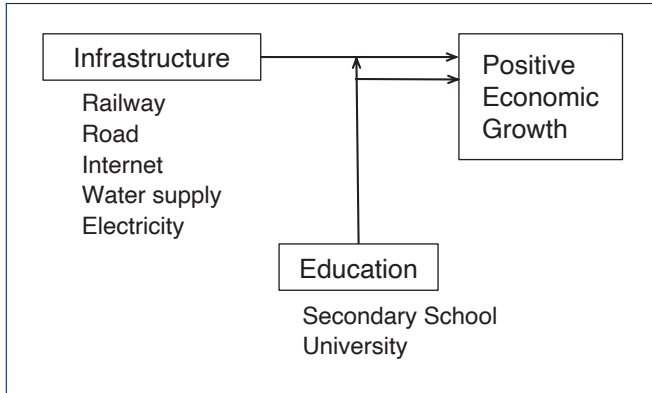 Infrastructure
Railway
Road
Internet
Water supply
Electricity
Positive
Economic
Growth
Education
Secondary School
University